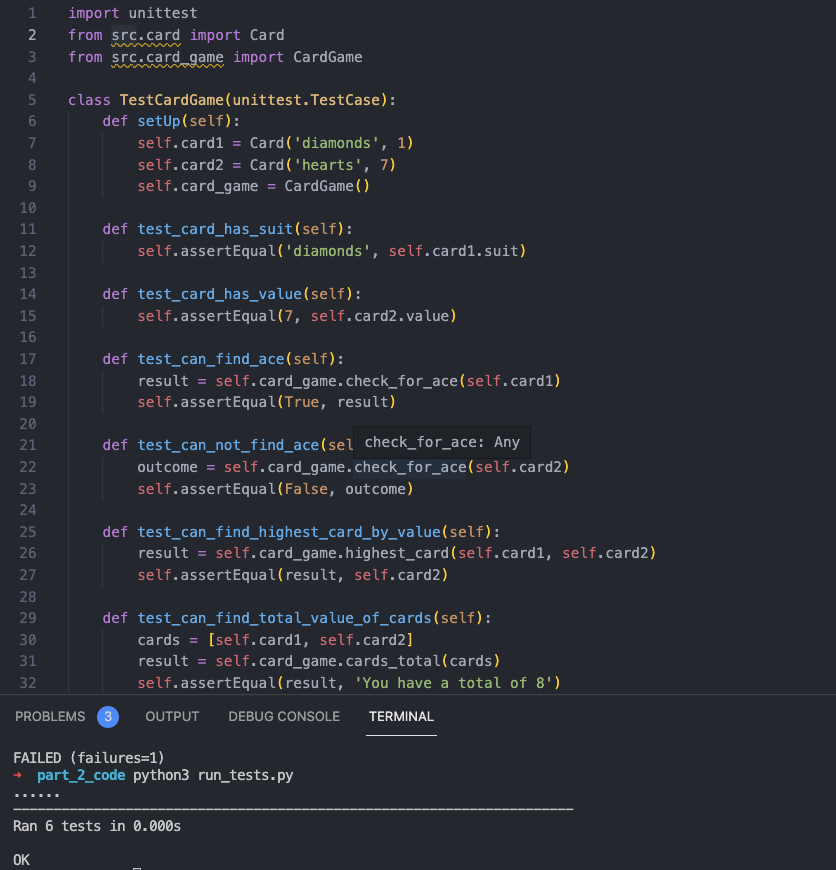 1 import unittest
2 from src.card import Card
3 from src.card_game import CardGame
4
5 class TestCardGame(unittest.TestCase):
6 def setUp(self):
7 self.card1 = Card('diamonds', 1)
8 self.card2 = Card('hearts', 7)
9 self.card_game = CardGame()
10
11 def test_card_has_suit(self):
12 self.assertEqual('diamonds', self.card1.suit)
13
14 def test_card_has_value(self):
15 self.assertEqual(7, self.card2.value)
16
17 def test_can_find_ace(self):
18 result = self.card_game.check_for_ace(self.card1)
19 self.assertEqual(True, result)
20
21 def test_can_not_find_ace(sel
check_for_ace: Any
22 outcome = self.card_game.check_for_ace(self.card2)
23 self.assertEqual(False, outcome)
24
25 def test_can_find_highest_card_by_value(self):
26 result = self.card_game.highest_card(self.card1, self.card2)
27 self.assertEqual(result, self.card2)
28
29 def test_can_find_total_value_of_cards(self):
30 cards = [self.card1, self.card2]
31 result = self.card_game.cards_total(cards)
32 self.assertEqual(result, 'You have a total of 8')
PROBLEMS 3 OUTPUT DEBUG CONSOLE TERMINAL
FAILED (failures=1)
➜ part_2_code python3 run_tests.py
......
----------------------------------------------------------------------
Ran 6 tests in 0.000s
OK